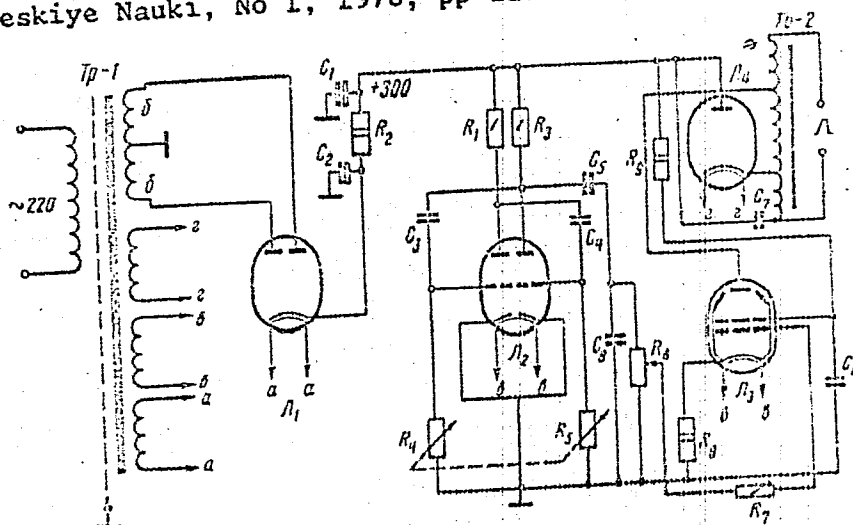 eskiye Nauki, No 1, 1970, pp
Тр-1
Тр-2
~220
б
б
г
г
в
в
а
а
Л₁
а
а
C₁
+300
R₂
C₂
R₁
R₃
C₅
C₃
C₄
Л₂
в
в
R₄
R₅
C₈
R₆
R₉
Л₄
г
г
C₇
Л₃
в
в
R₈
R₇